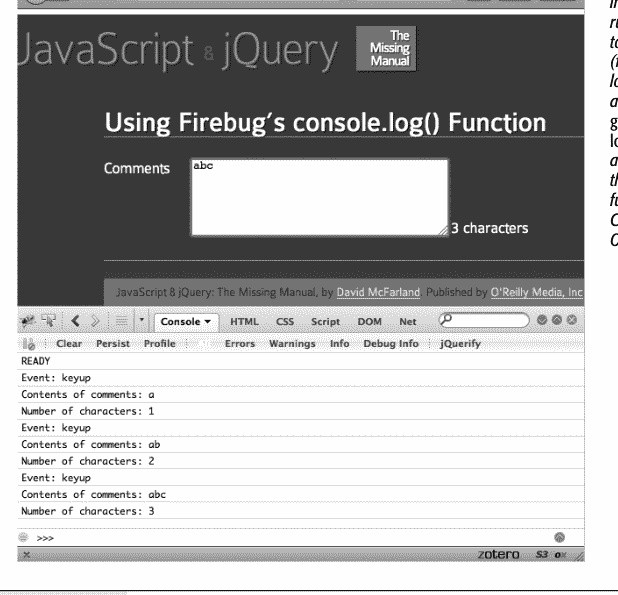 JavaScript & jQuery
The
Missing
Manual
Using Firebug's console.log() Function
Comments
abc
3 characters
JavaScript & jQuery: The Missing Manual, by David McFarland. Published by O'Reilly Media, Inc
Console HTML CSS Script DOM Net
Clear Persist Profile All Errors Warnings Info Debug Info jQuerify
READY
Event: keyup
Contents of comments: a
Number of characters: 1
Event: keyup
Contents of comments: ab
Number of characters: 2
Event: keyup
Contents of comments: abc
Number of characters: 3
>>>
zotero S3